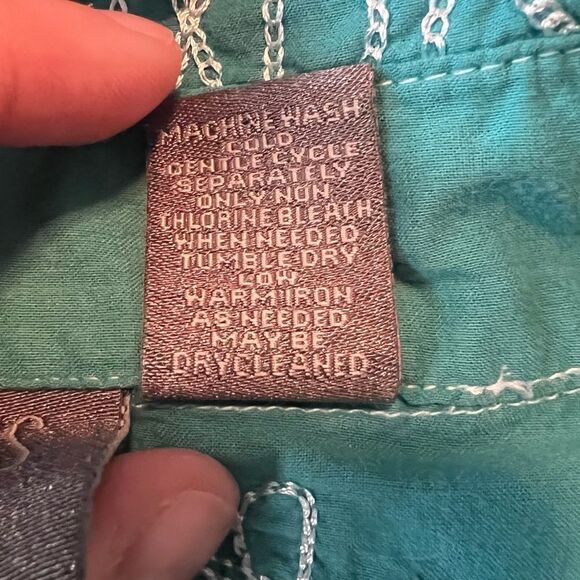 MACHINE WASH
COLD
GENTLE CYCLE
SEPARATELY
ONLY NON
CHLORINE BLEACH
WHEN NEEDED
TUMBLE DRY
LOW
WARM IRON
AS NEEDED
MAY BE
DRYCLEANED